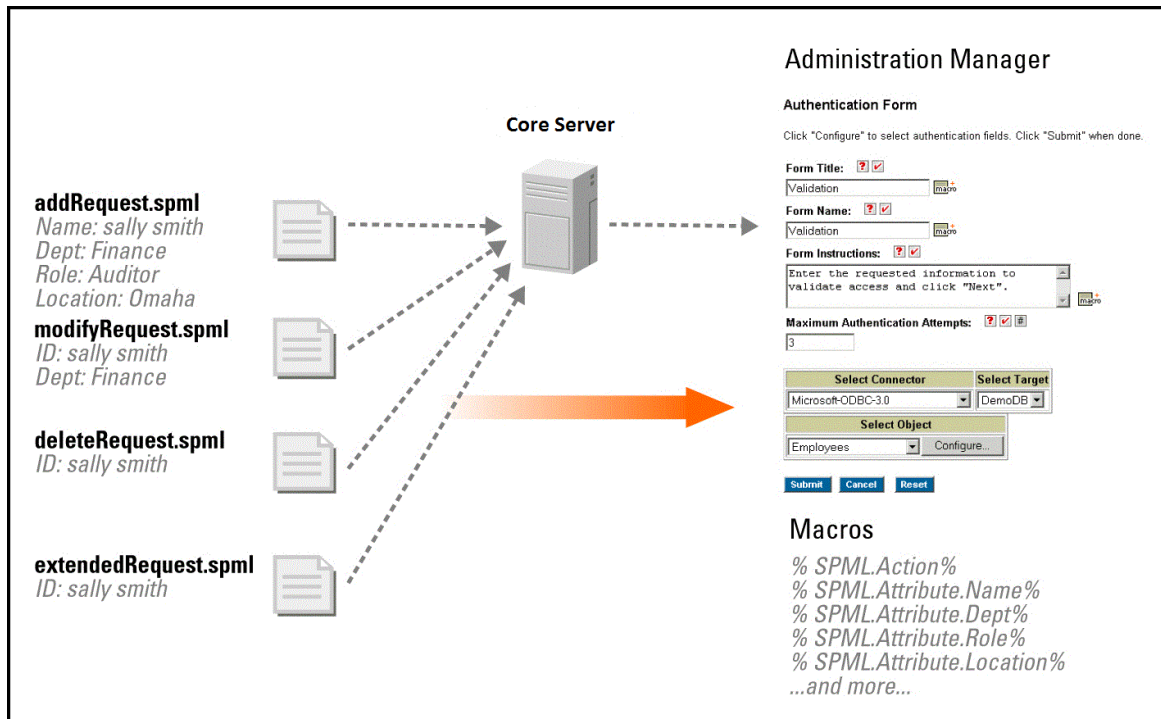 addRequest.spml
Name: sally smith
Dept: Finance
Role: Auditor
Location: Omaha
modifyRequest.spml
ID: sally smith
Dept: Finance
deleteRequest.spml
ID: sally smith
extendedRequest.spml
ID: sally smith
Core Server
Administration Manager
Authentication Form
Click "Configure" to select authentication fields. Click "Submit" when done.
Form Title: ?
Validation macro
Form Name: ?
Validation macro
Form Instructions: ?
Enter the requested information to
validate access and click "Next".
macro
Maximum Authentication Attempts: ? #
3
Select Connector Select Target
Microsoft-ODBC-3.0 DemoDB
Select Object
Employees Configure...
Submit Cancel Reset
Macros
% SPML.Action%
% SPML.Attribute.Name%
% SPML.Attribute.Dept%
% SPML.Attribute.Role%
% SPML.Attribute.Location%
...and more...